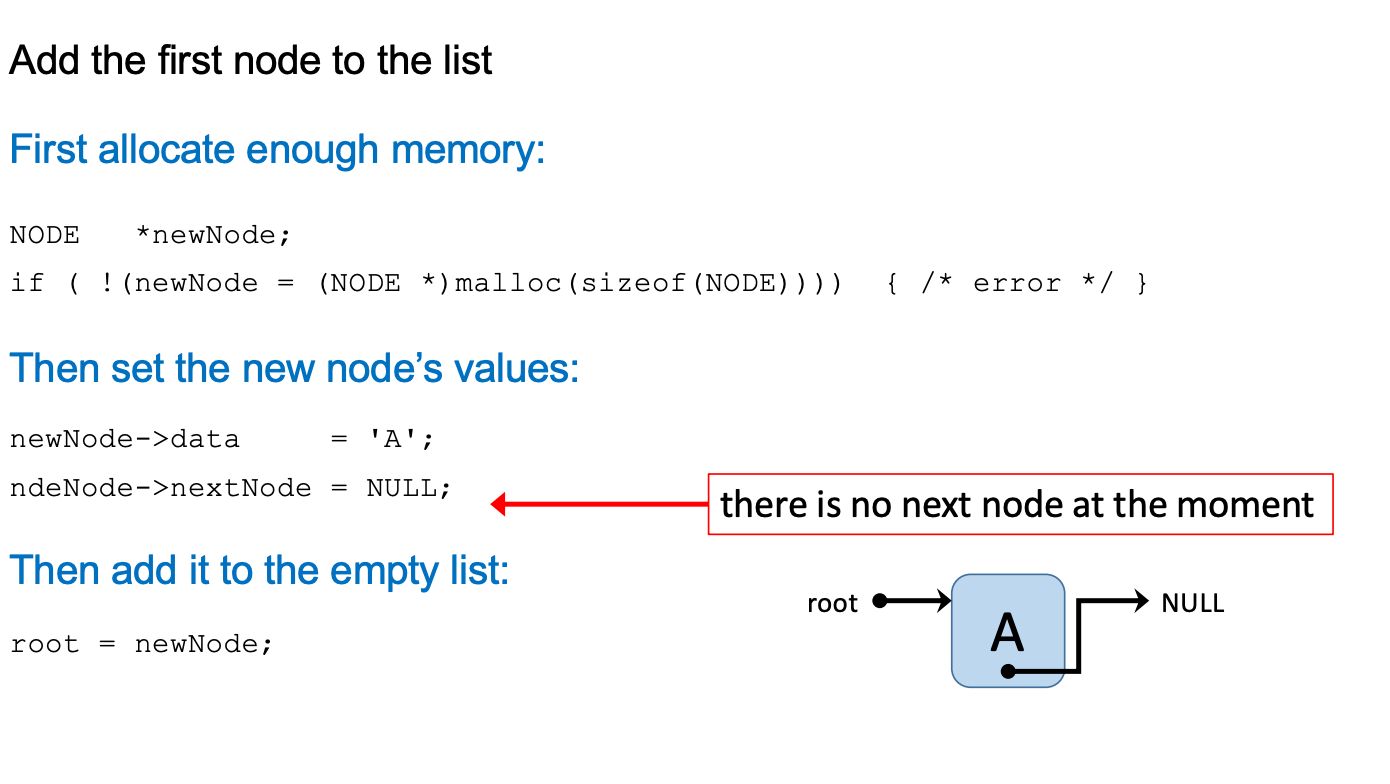 Add the first node to the list
First allocate enough memory:
NODE   *newNode;
if ( !(newNode = (NODE *)malloc(sizeof(NODE))))  { /* error */ }
Then set the new node’s values:
newNode->data     = 'A';
ndeNode->nextNode = NULL;
there is no next node at the moment
Then add it to the empty list:
root
A
NULL
root = newNode;